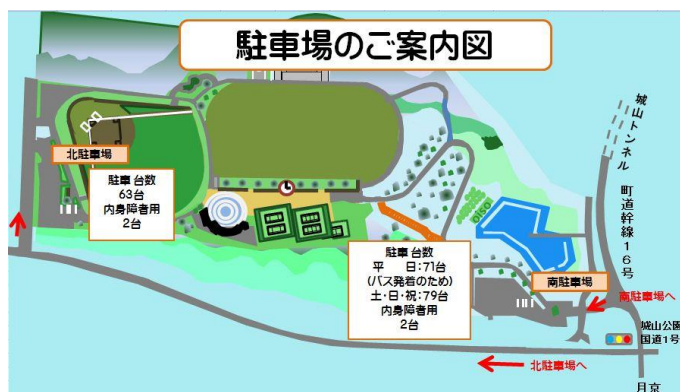 駐車場のご案内図
北駐車場
駐車台数
63台
内身障者用
2台
駐車台数
平　日:71台
(バス発着のため)
土・日・祝:79台
内身障者用
2台
南駐車場
城山トンネル
町道幹線16号
南駐車場へ
城山公園
国道1号
北駐車場へ
月京